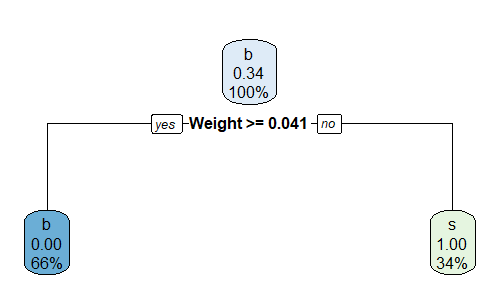 b
0.34
100%
yes Weight >= 0.041 no
b
0.00
66%
s
1.00
34%